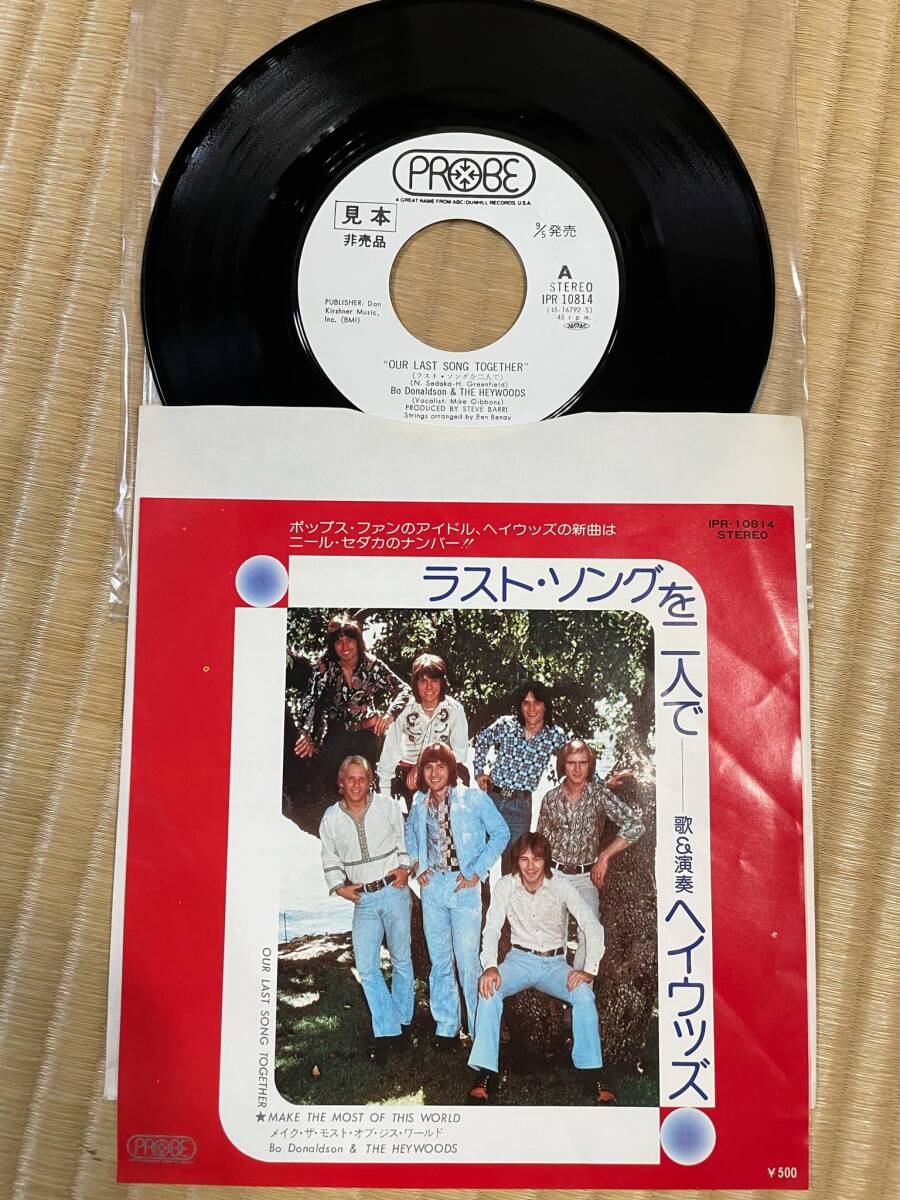 PROBE
A GREAT NAME FROM ABC/DUNHILL RECORDS, U.S.A
見本
非売品
9/5発売
A
STEREO
IPR 10814
(45-16792 S)
45 r.p.m.
PUBLISHER: Don
Kirshner Music,
Inc. (BMI)
"OUR LAST SONG TOGETHER"
(ラスト・ソングを二人で)
(N. Sedaka-H. Greenfield)
Bo Donaldson & THE HEYWOODS
(Vocalist: Mike Gibbons)
PRODUCED BY STEVE BARRI
Strings arranged by Ben Benay
ポップス・ファンのアイドル、ヘイウッズの新曲は
ニール・セダカのナンバー!!
IPR-10814
STEREO
ラスト・ソングを二人で
歌&演奏ヘイウッズ
OUR LAST SONG TOGETHER
★MAKE THE MOST OF THIS WORLD
メイク・ザ・モスト・オブ・ジス・ワールド
Bo Donaldson & THE HEYWOODS
PROBE
¥500